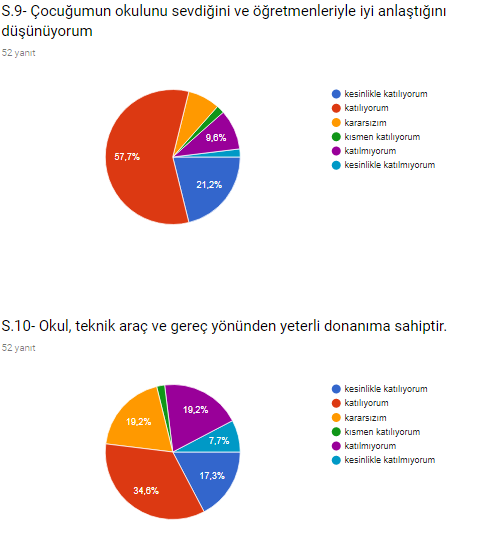 S.9- Çocuğumun okulunu sevdiğini ve öğretmenleriyle iyi anlaştığını
düşünüyorum
52 yanıt
kesinlikle katılıyorum
katılıyorum
kararsızım
kısmen katılıyorum
katılmıyorum
kesinlikle katılmıyorum
9,6%
57,7%
21,2%
S.10- Okul, teknik araç ve gereç yönünden yeterli donanıma sahiptir.
52 yanıt
kesinlikle katılıyorum
katılıyorum
kararsızım
kısmen katılıyorum
katılmıyorum
kesinlikle katılmıyorum
19,2%
19,2%
7,7%
17,3%
34,6%